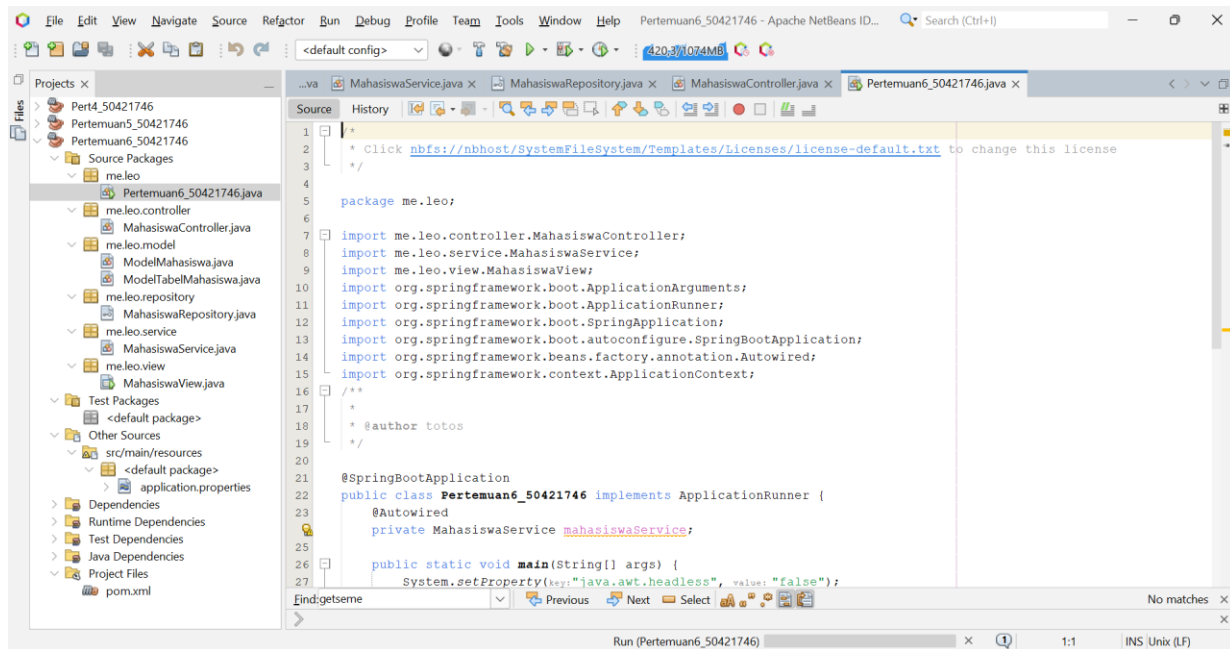 File Edit View Navigate Source Refactor Run Debug Profile Team Tools Window Help Pertemuan6_50421746 - Apache NetBeans ID... Search (Ctrl+I)
<default config> 420,3/1074MB
Projects
Files
Pert4_50421746
Pertemuan5_50421746
Pertemuan6_50421746
Source Packages
me.leo
Pertemuan6_50421746.java
me.leo.controller
MahasiswaController.java
me.leo.model
ModelMahasiswa.java
ModelTabelMahasiswa.java
me.leo.repository
MahasiswaRepository.java
me.leo.service
MahasiswaService.java
me.leo.view
MahasiswaView.java
Test Packages
<default package>
Other Sources
src/main/resources
<default package>
application.properties
Dependencies
Runtime Dependencies
Test Dependencies
Java Dependencies
Project Files
pom.xml
...va MahasiswaService.java MahasiswaRepository.java MahasiswaController.java Pertemuan6_50421746.java
Source History
1 /*
2 * Click nbfs://nbhost/SystemFileSystem/Templates/Licenses/license-default.txt to change this license
3 */
4
5 package me.leo;
6
7 import me.leo.controller.MahasiswaController;
8 import me.leo.service.MahasiswaService;
9 import me.leo.view.MahasiswaView;
10 import org.springframework.boot.ApplicationArguments;
11 import org.springframework.boot.ApplicationRunner;
12 import org.springframework.boot.SpringApplication;
13 import org.springframework.boot.autoconfigure.SpringBootApplication;
14 import org.springframework.beans.factory.annotation.Autowired;
15 import org.springframework.context.ApplicationContext;
16 /**
17 *
18 * @author totos
19 */
20
21 @SpringBootApplication
22 public class Pertemuan6_50421746 implements ApplicationRunner {
23 @Autowired
private MahasiswaService mahasiswaService;
25
26 public static void main(String[] args) {
27 System.setProperty(key:"java.awt.headless", value: "false");
Find:getseme Previous Next Select No matches
Run (Pertemuan6_50421746) 1 1:1 INS Unix (LF)